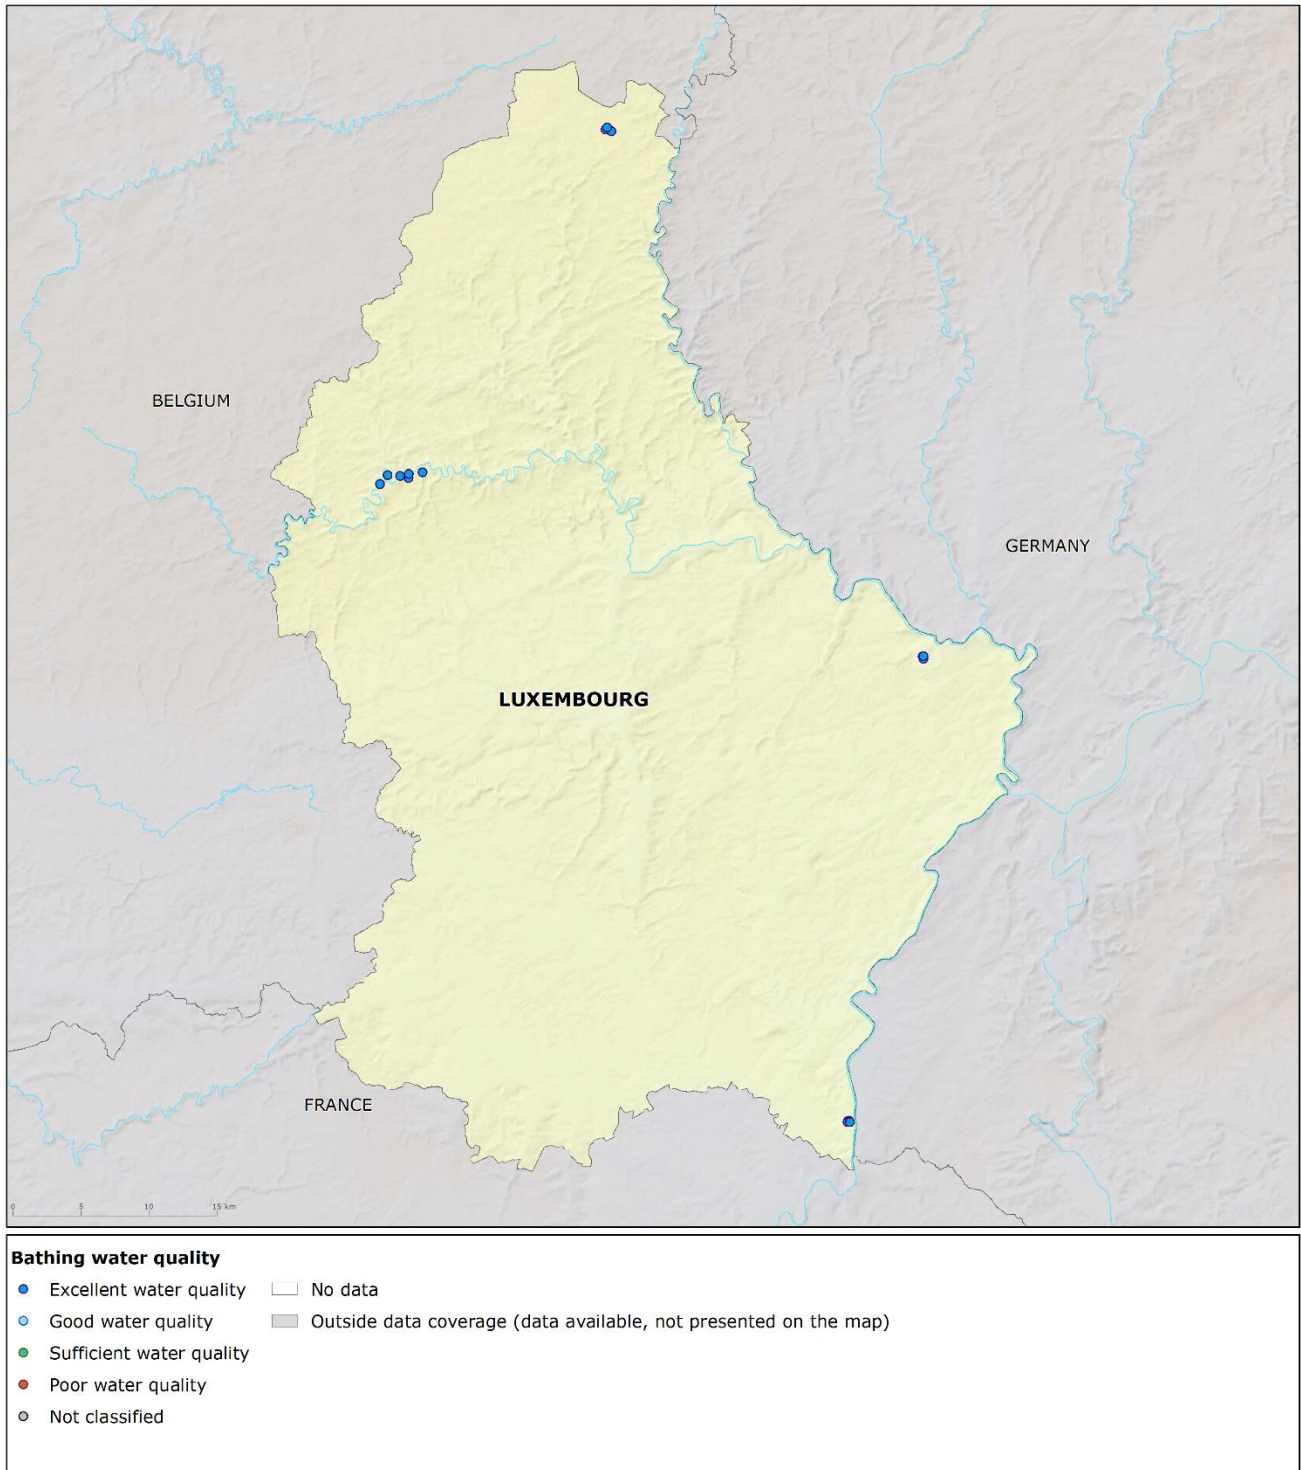 BELGIUM
GERMANY
LUXEMBOURG
FRANCE
0 5 10 15 km
Bathing water quality
Excellent water quality No data
Good water quality Outside data coverage (data available, not presented on the map)
Sufficient water quality
Poor water quality
Not classified